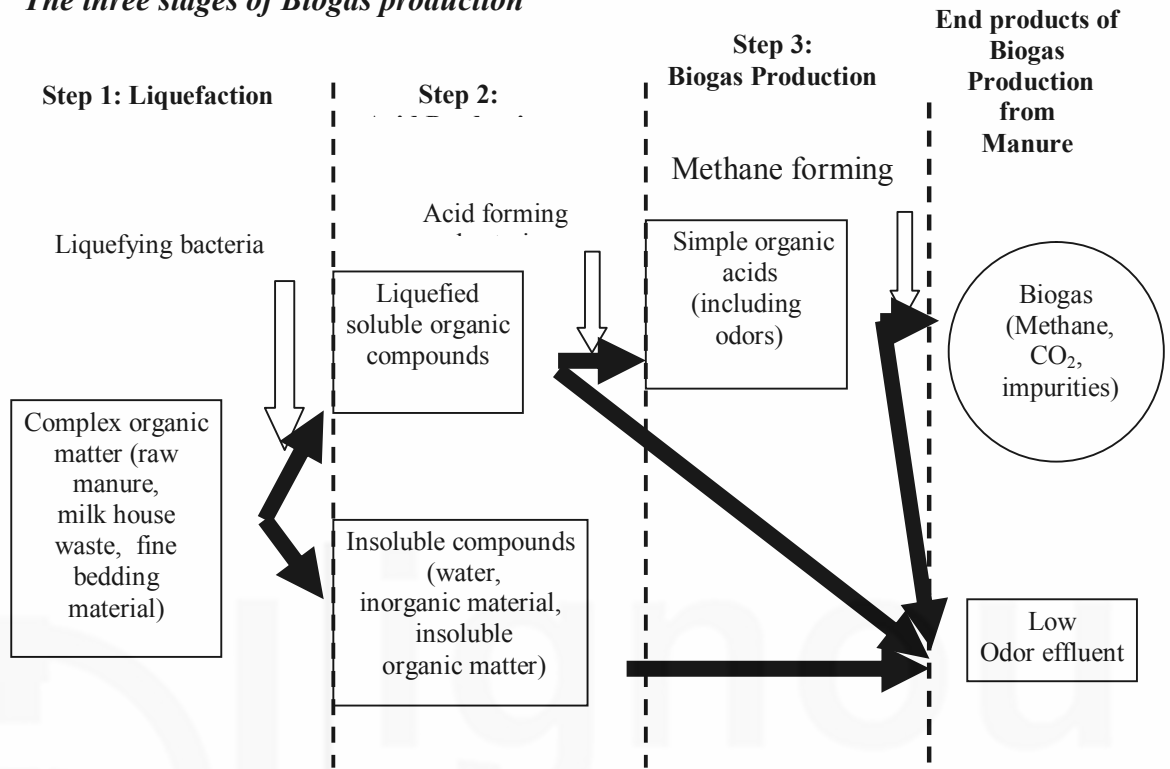 The three stages of Biogas production
Step 1: Liquefaction
Step 2:
Step 3:
Biogas Production
End products of
Biogas
Production
from
Manure
Liquefying bacteria
Acid forming
Methane forming
Complex organic
matter (raw
manure,
milk house
waste, fine
bedding
material)
Liquefied
soluble organic
compounds
Insoluble compounds
(water,
inorganic material,
insoluble
organic matter)
Simple organic
acids
(including
odors)
Biogas
(Methane,
CO₂,
impurities)
Low
Odor effluent
ignou